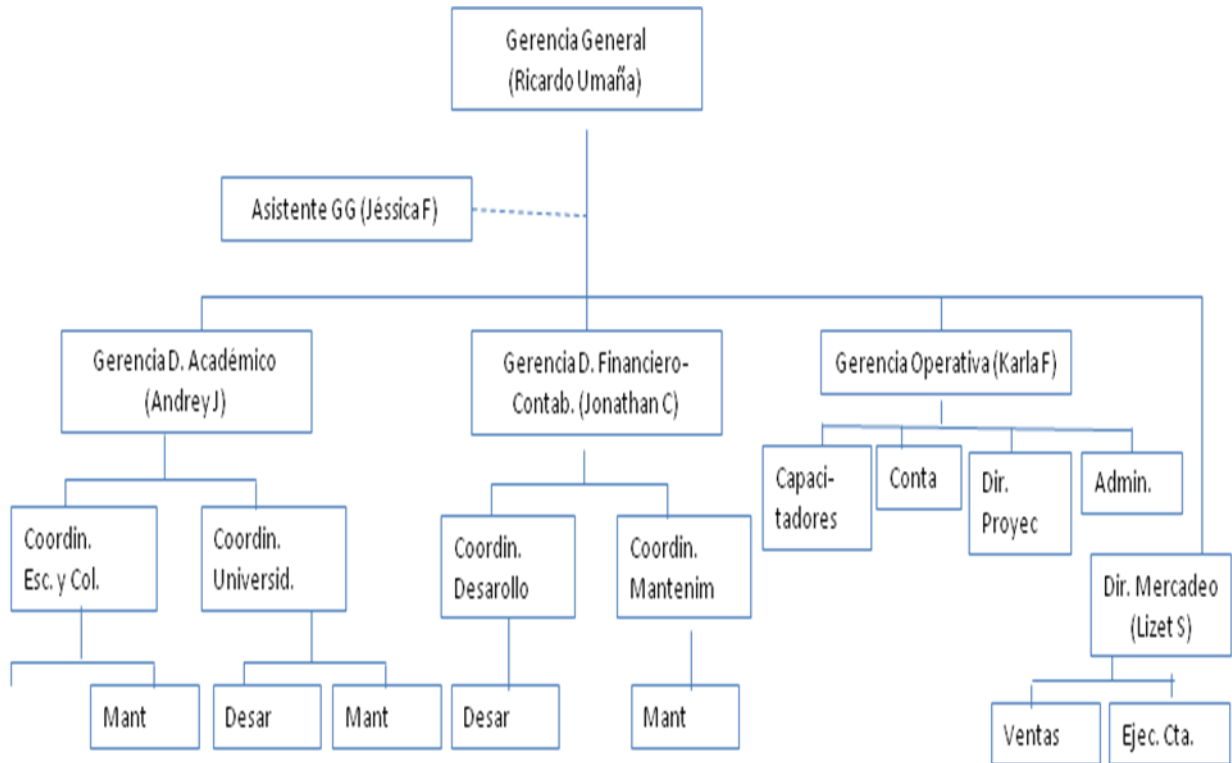 Gerencia General
(Ricardo Umaña)
Asistente GG (Jéssica F)
Gerencia D. Académico
(Andrey J)
Gerencia D. Financiero-
Contab. (Jonathan C)
Gerencia Operativa (Karla F)
Capaci-
tadores
Conta
Dir.
Proyec
Admin.
Coordin.
Esc. y Col.
Coordin.
Universid.
Coordin.
Desarollo
Coordin.
Mantenim
Dir. Mercadeo
(Lizet S)
Mant
Desar
Mant
Desar
Mant
Ventas
Ejec. Cta.